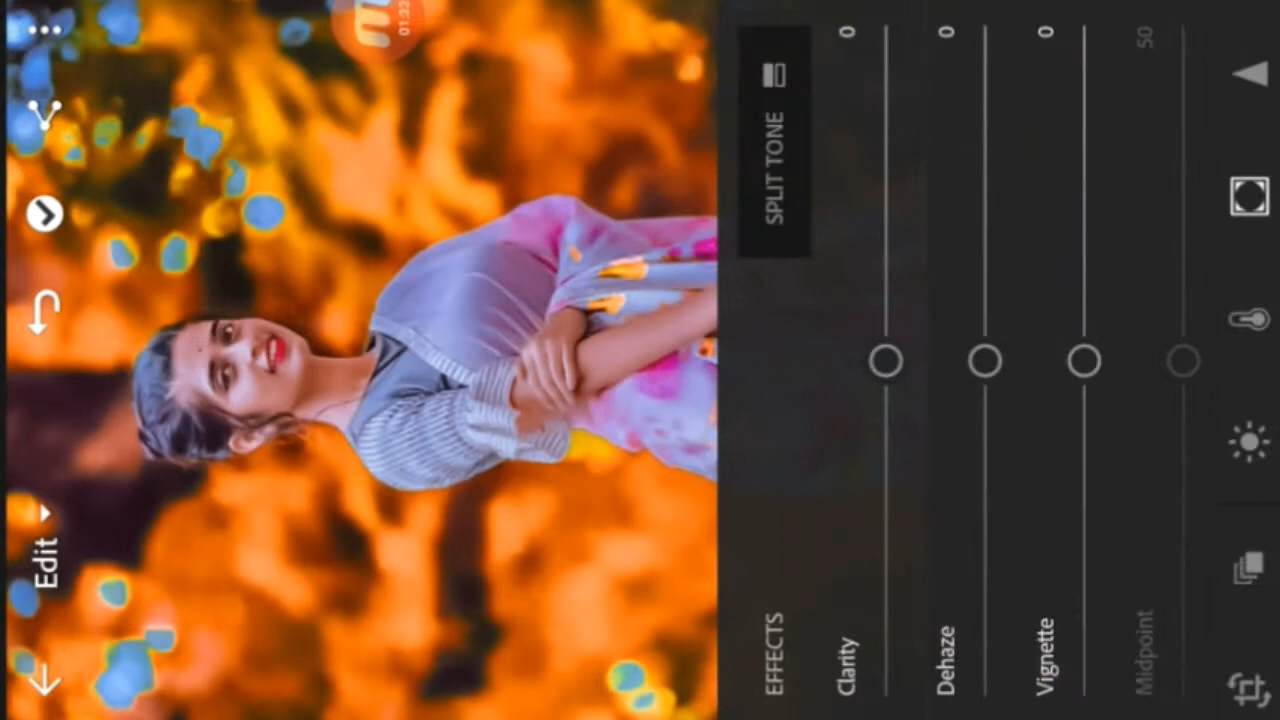 Edit
m
01:22
EFFECTS
SPLIT TONE
Clarity
0
Dehaze
0
Vignette
0
Midpoint
50